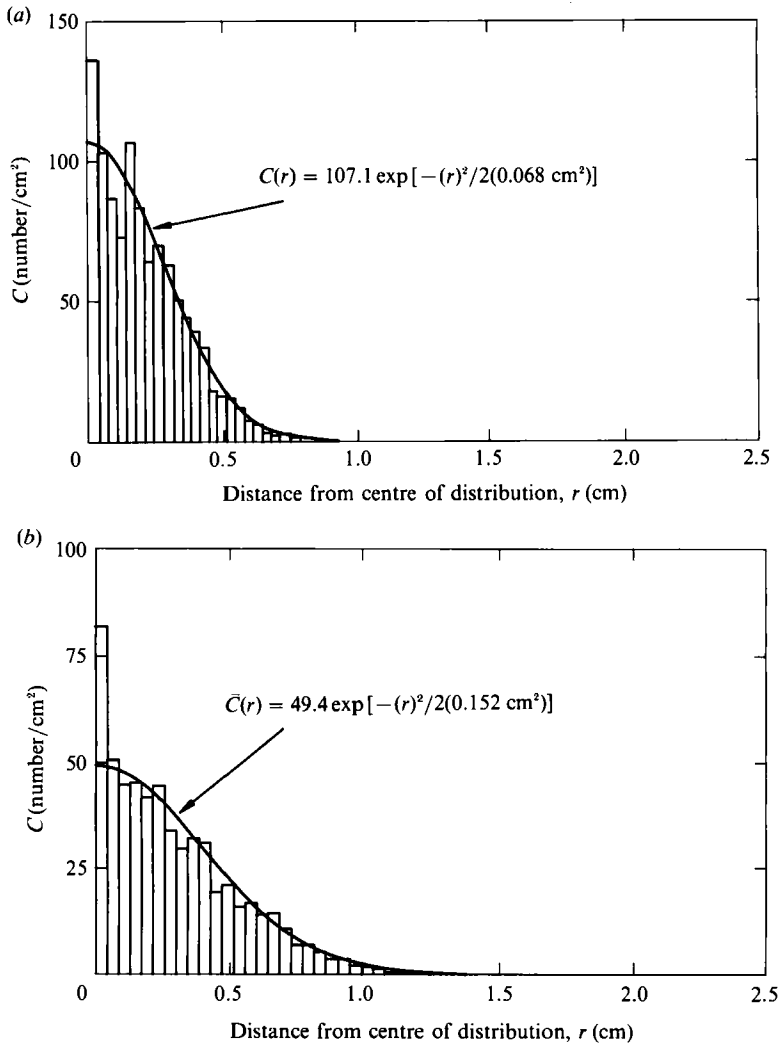 (a)
150
100
50
0
0.5
1.0
1.5
2.0
2.5
C (number/cm²)
C(r) = 107.1 exp [−(r)²/2(0.068 cm²)]
Distance from centre of distribution, r (cm)
(b)
100
75
50
25
0
0.5
1.0
1.5
2.0
2.5
C (number/cm²)
C̄(r) = 49.4 exp [−(r)²/2(0.152 cm²)]
Distance from centre of distribution, r (cm)